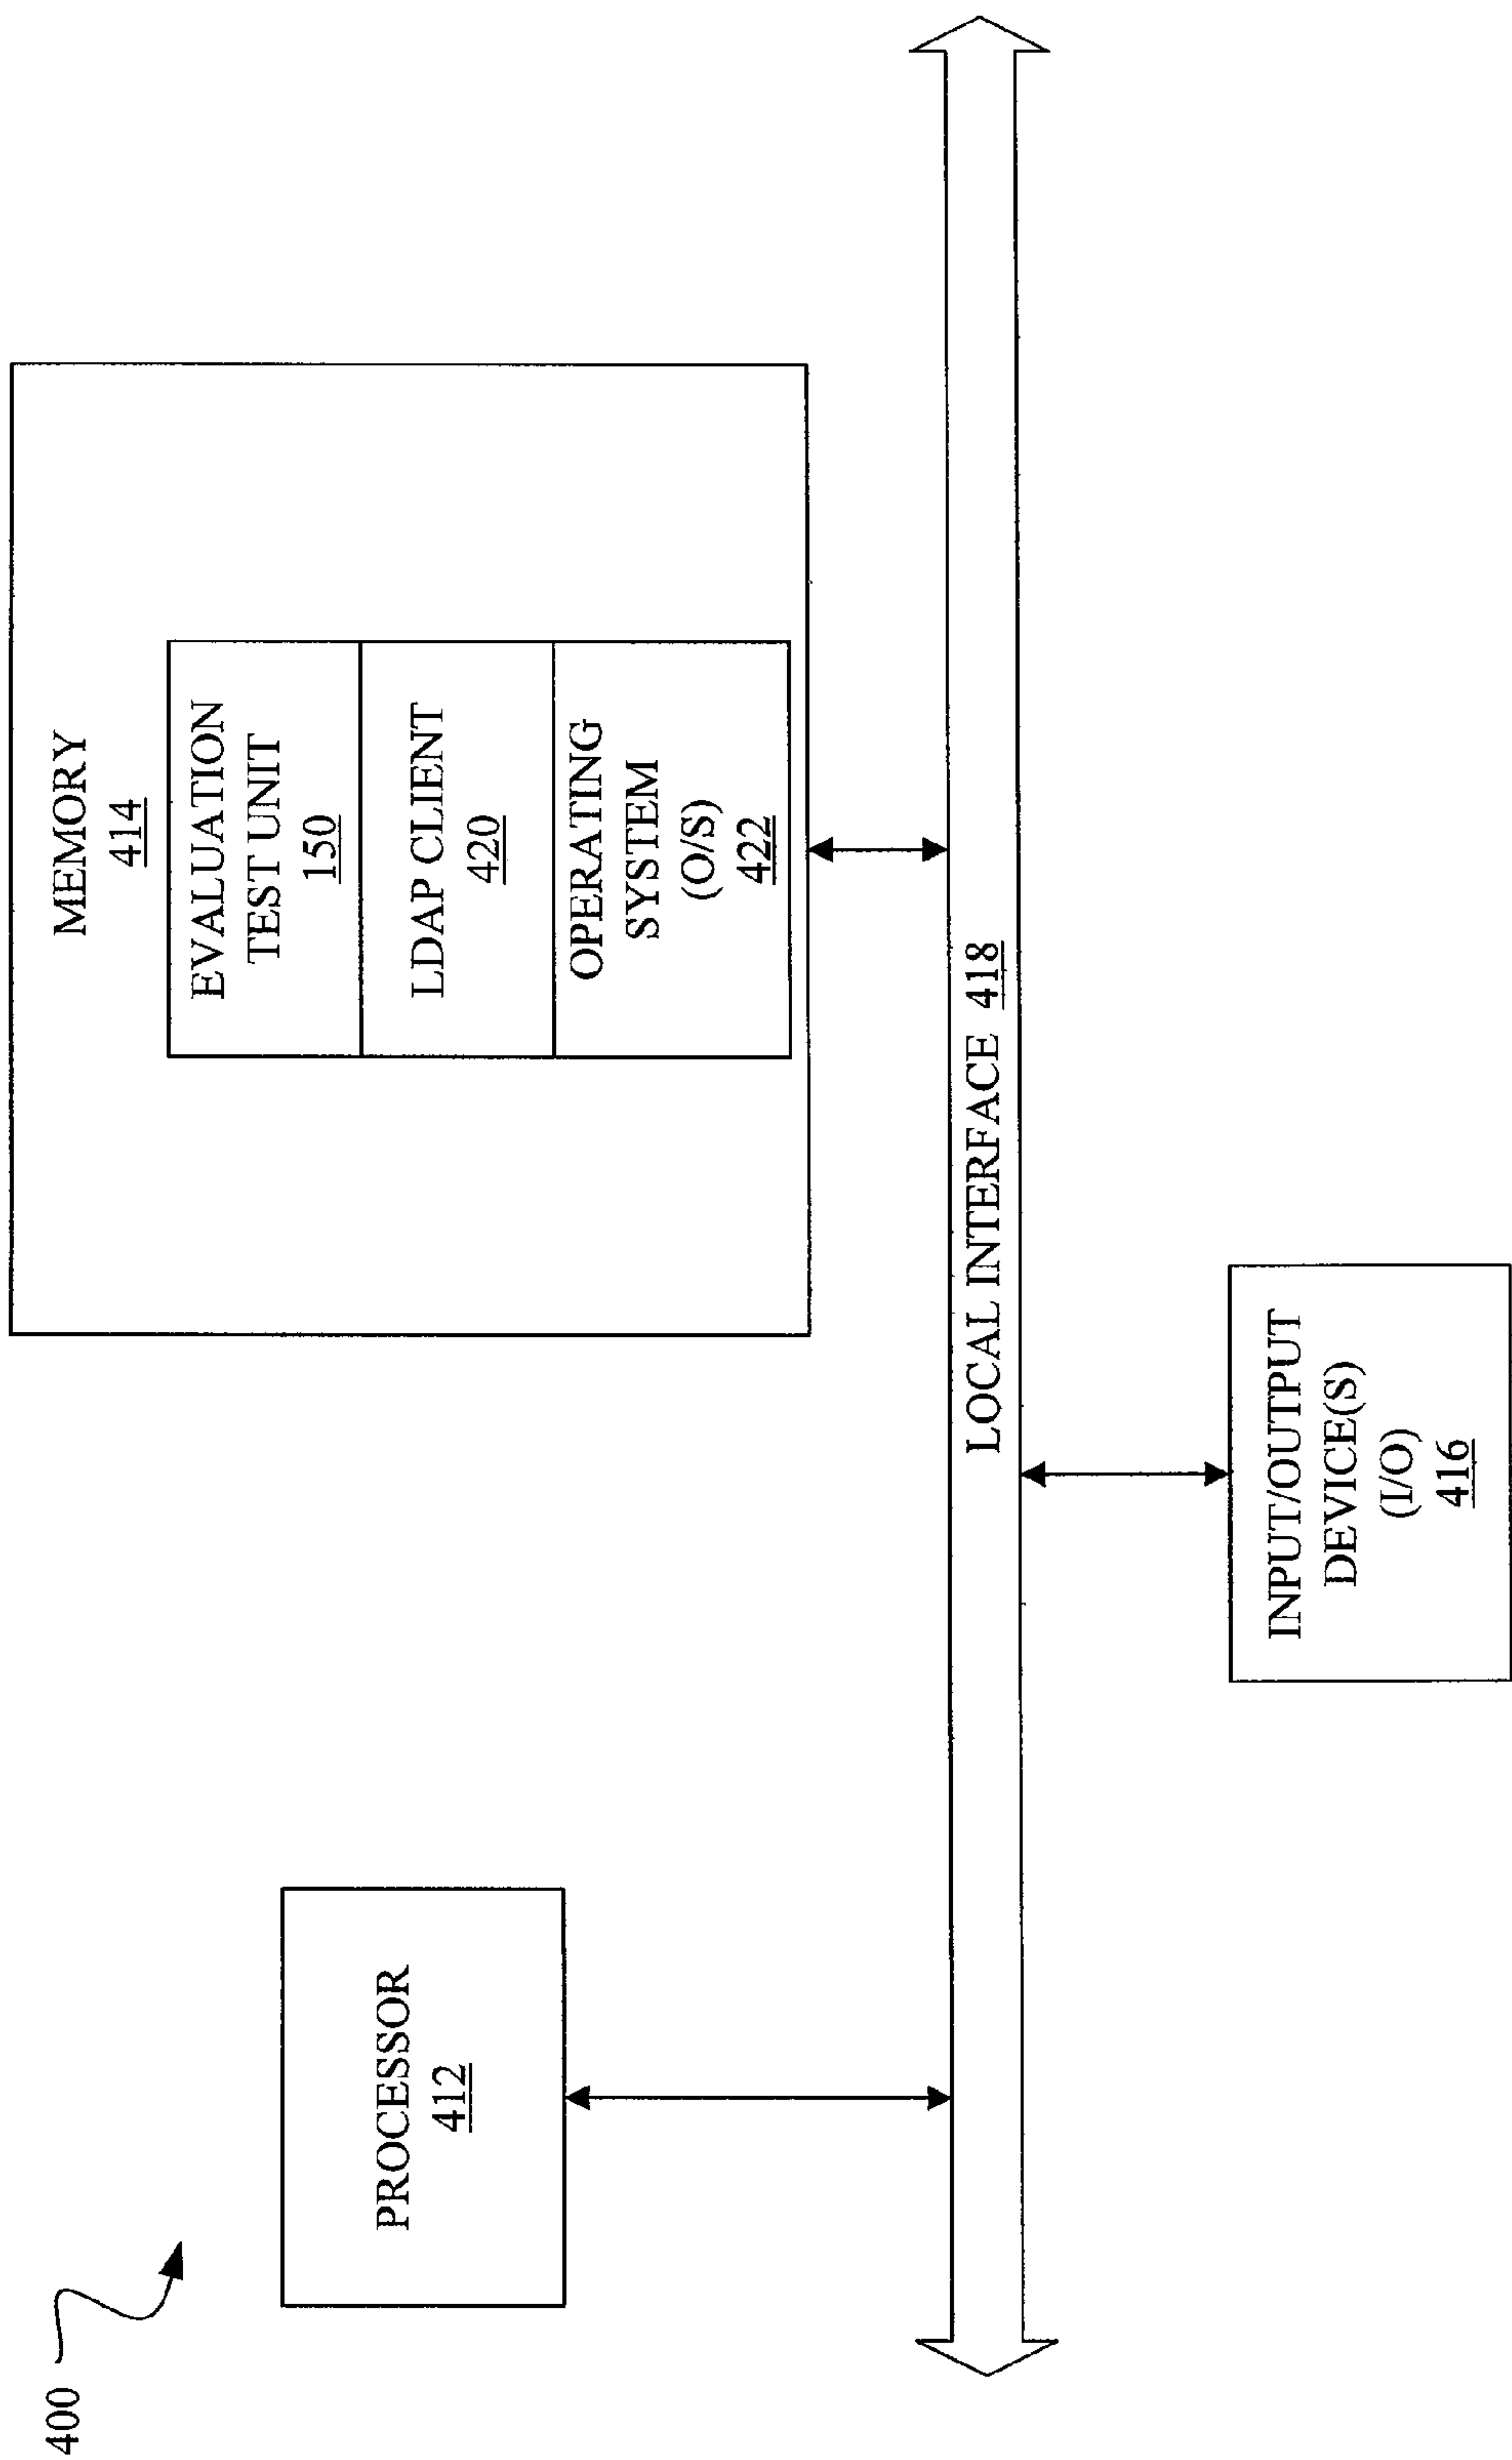 400
PROCESSOR
412
MEMORY
414
EVALUATION
TEST UNIT
150
LDAP CLIENT
420
OPERATING
SYSTEM
(O/S)
422
LOCAL INTERFACE 418
INPUT/OUTPUT
DEVICE(S)
(I/O)
416